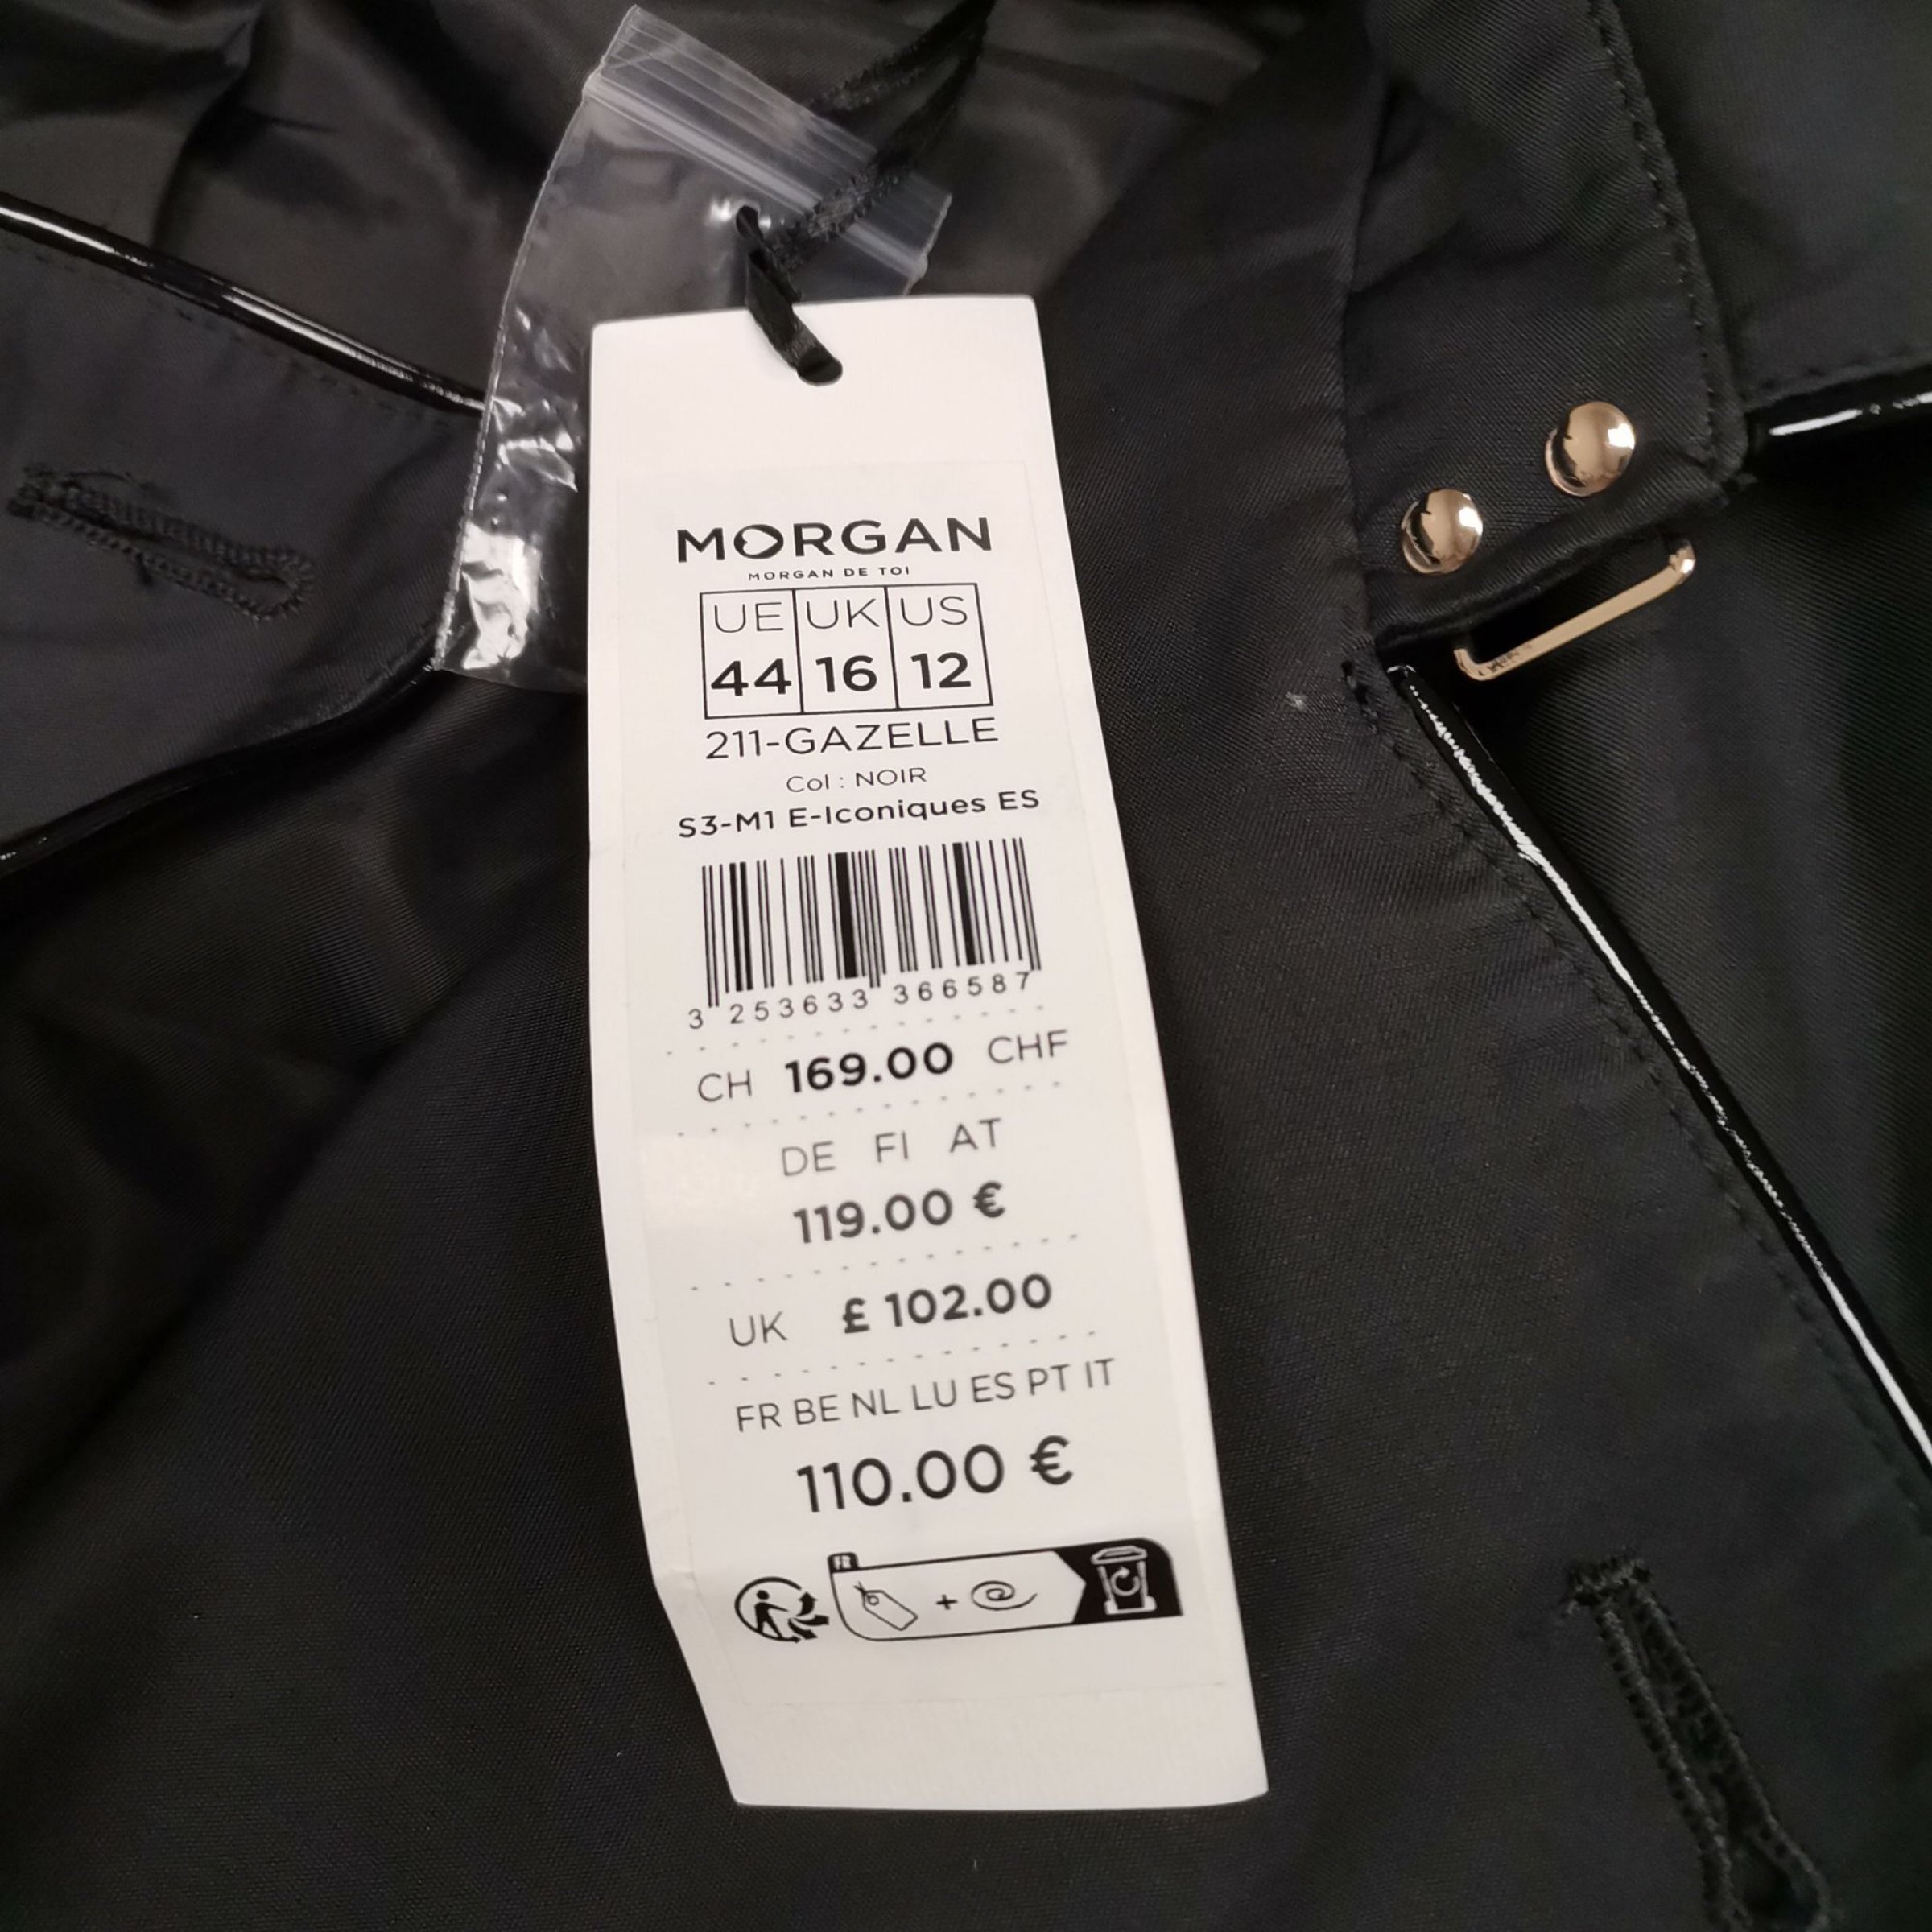 MORGAN
MORGAN DE TOI
UE UK US
44 16 12
211-GAZELLE
Col : NOIR
S3-M1 E-Iconiques ES
3 253633 366587
CH 169.00 CHF
DE FI AT
119.00 €
UK £ 102.00
FR BE NL LU ES PT IT
110.00 €
FR
+